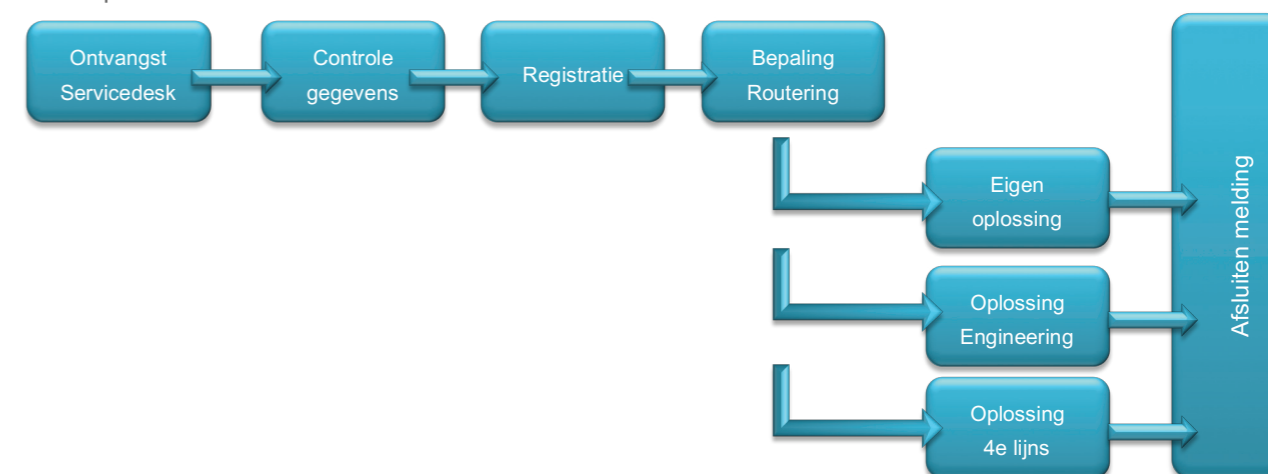 Ontvangst
Servicedesk
Controle
gegevens
Registratie
Bepaling
Routering
Eigen
oplossing
Oplossing
Engineering
Oplossing
4e lijns
Afsluiten melding